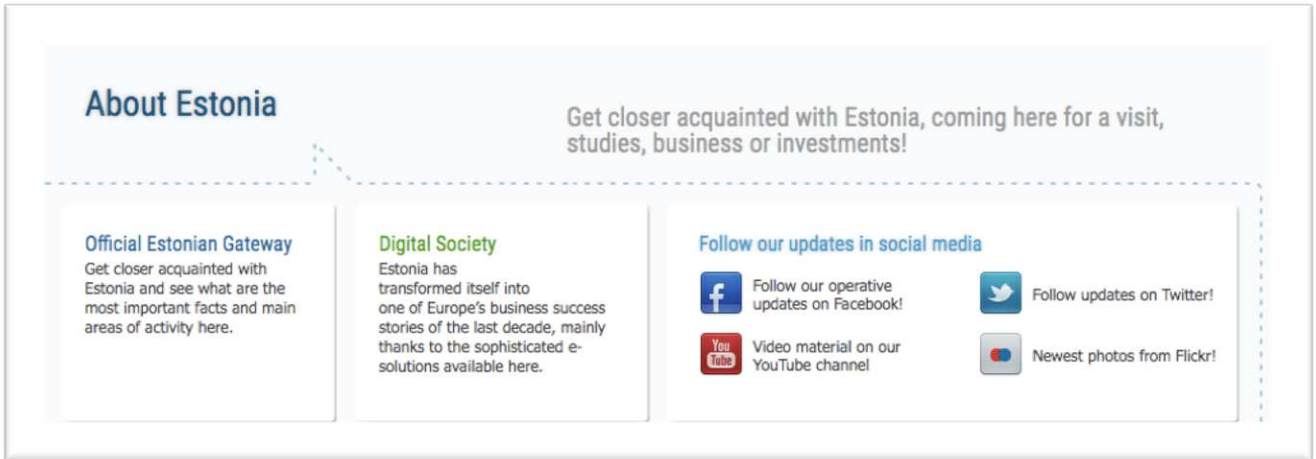 About Estonia
Get closer acquainted with Estonia, coming here for a visit,
studies, business or investments!
Official Estonian Gateway
Get closer acquainted with
Estonia and see what are the
most important facts and main
areas of activity here.
Digital Society
Estonia has
transformed itself into
one of Europe's business success
stories of the last decade, mainly
thanks to the sophisticated e-
solutions available here.
Follow our updates in social media
f
Follow our operative
updates on Facebook!
Follow updates on Twitter!
You
Tube
Video material on our
YouTube channel
Newest photos from Flickr!